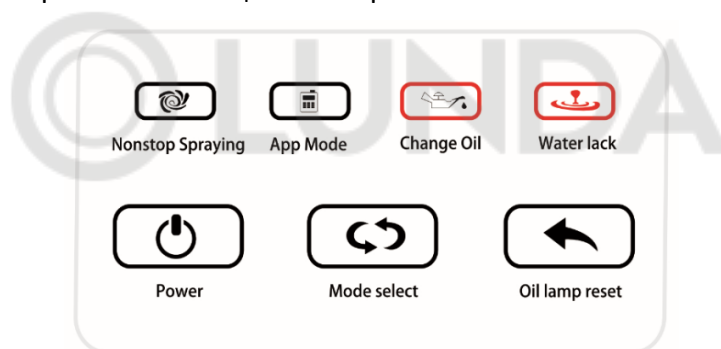 LUNDA
Nonstop Spraying App Mode Change Oil Water lack
Power Mode select Oil lamp reset